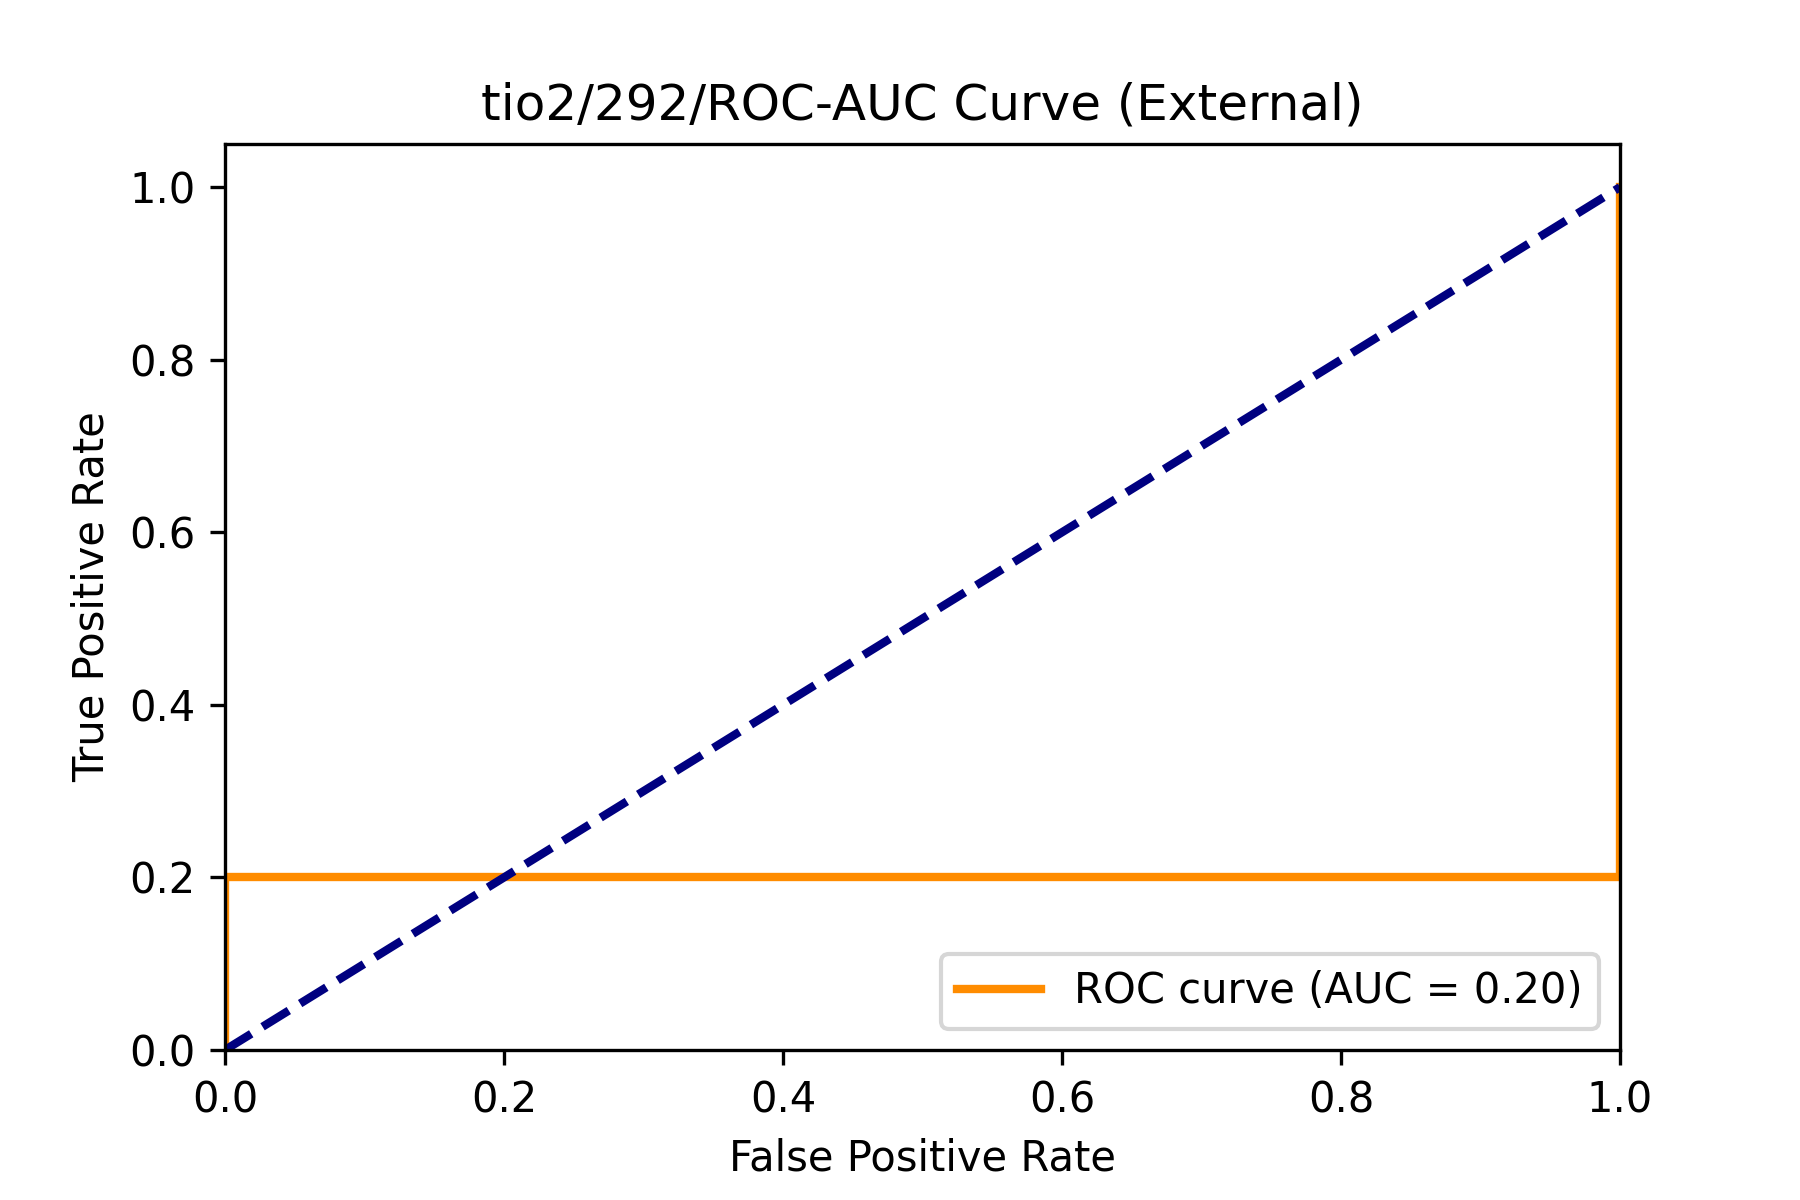 tio2/292/ROC-AUC Curve (External)
1.0
0.8
0.6
0.4
0.2
0.0
True Positive Rate
ROC curve (AUC = 0.20)
0.0 0.2 0.4 0.6 0.8 1.0
False Positive Rate